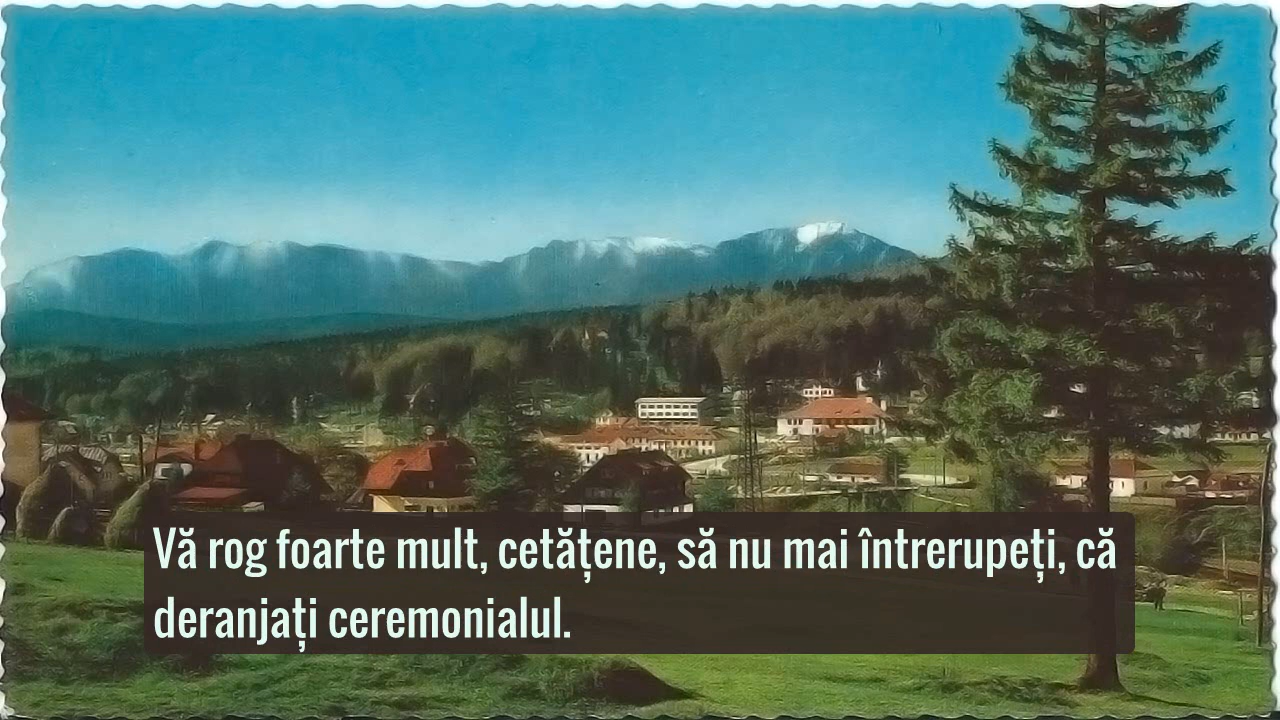 Vă rog foarte mult, cetățene, să nu mai întrerupeți, că
deranjați ceremonialul.